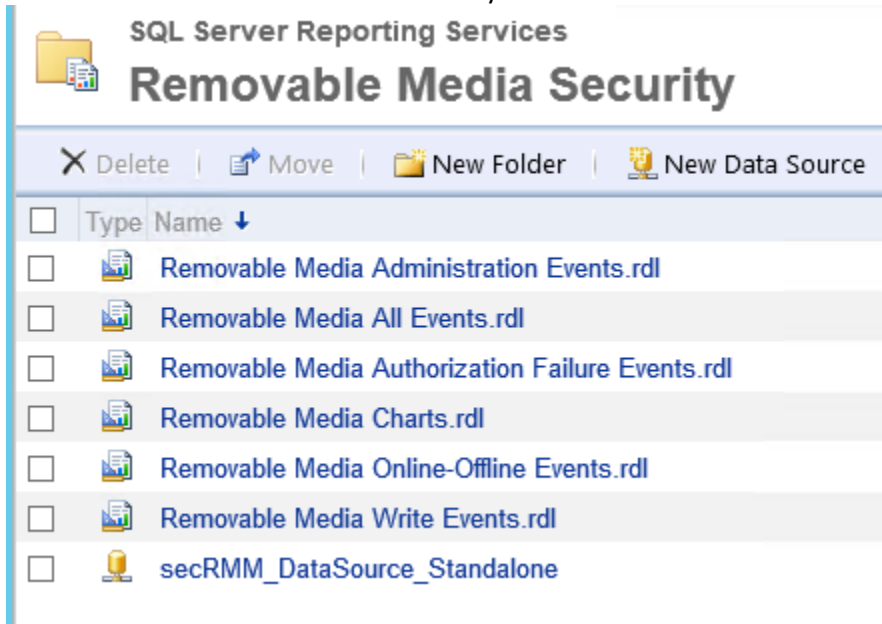 SQL Server Reporting Services
Removable Media Security
Delete | Move | New Folder | New Data Source
Type Name
Removable Media Administration Events.rdl
Removable Media All Events.rdl
Removable Media Authorization Failure Events.rdl
Removable Media Charts.rdl
Removable Media Online-Offline Events.rdl
Removable Media Write Events.rdl
secRMM_DataSource_Standalone